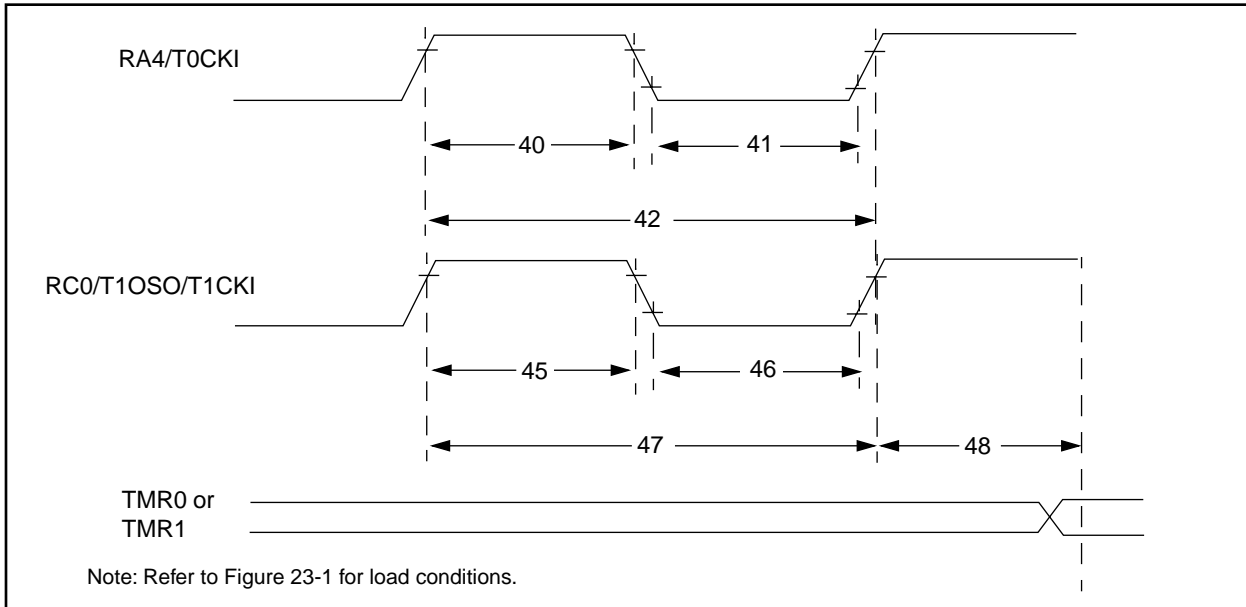 RA4/T0CKI
40
41
42
RC0/T1OSO/T1CKI
45
46
47
48
TMR0 or
TMR1
Note: Refer to Figure 23-1 for load conditions.